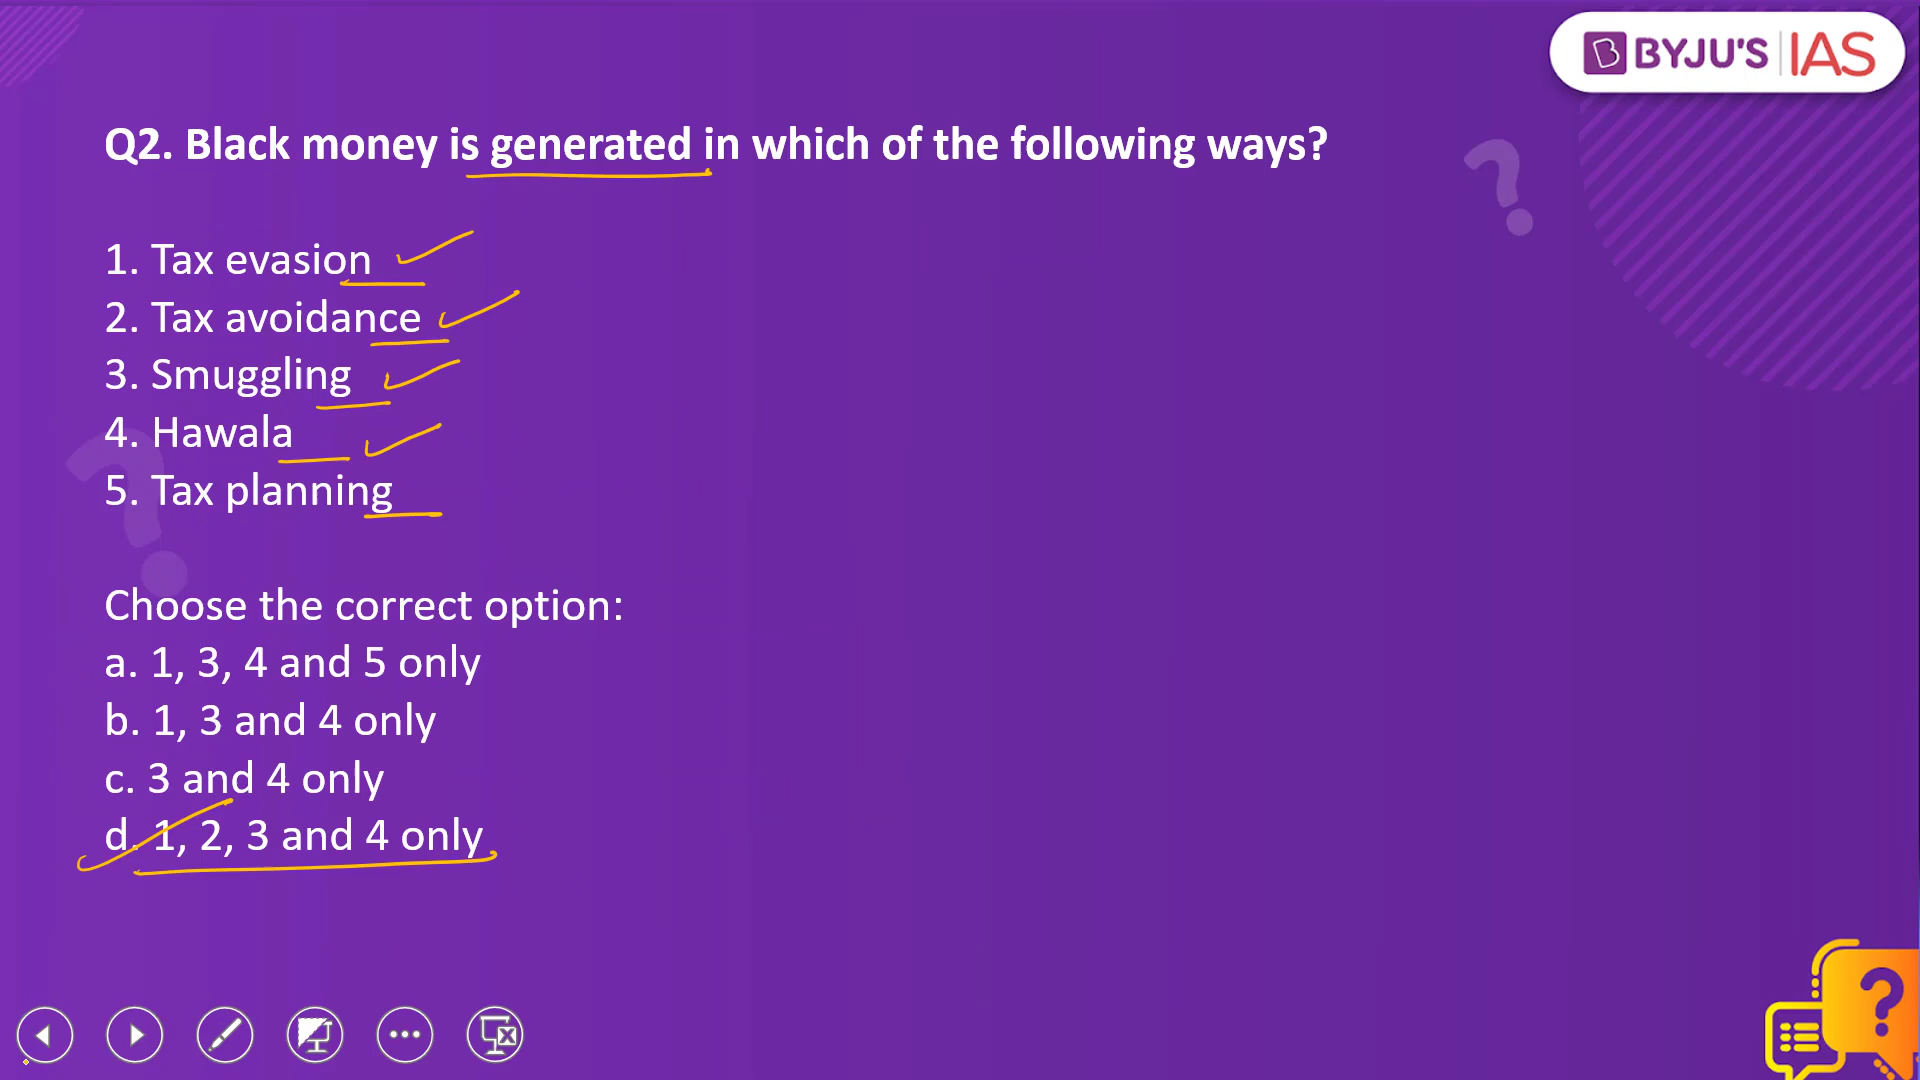 BYJU'S IAS
Q2. Black money is generated in which of the following ways?
1. Tax evasion
2. Tax avoidance
3. Smuggling
4. Hawala
5. Tax planning
Choose the correct option:
a. 1, 3, 4 and 5 only
b. 1, 3 and 4 only
c. 3 and 4 only
d. 1, 2, 3 and 4 only